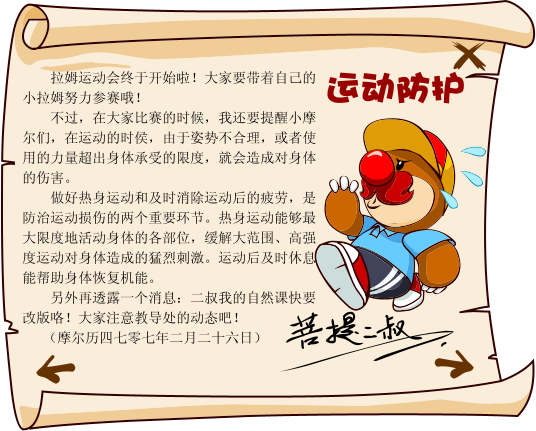 运动防护
拉姆运动会终于开始啦！大家要带着自己的
小拉姆努力参赛哦！
不过，在大家比赛的时候，我还要提醒小摩
尔们，在运动的时侯，由于姿势不合理，或者使
用的力量超出身体承受的限度，就会造成对身体
的伤害。
做好热身运动和及时消除运动后的疲劳，是
防治运动损伤的两个重要环节。热身运动能够最
大限度地活动身体的各部位，缓解大范围、高强
度运动对身体造成的猛烈刺激。运动后及时休息
能帮助身体恢复机能。
另外再透露一个消息：二叔我的自然课快要
改版咯！大家注意教导处的动态吧！
（摩尔历四七零七年二月二十六日）
菩提二叔